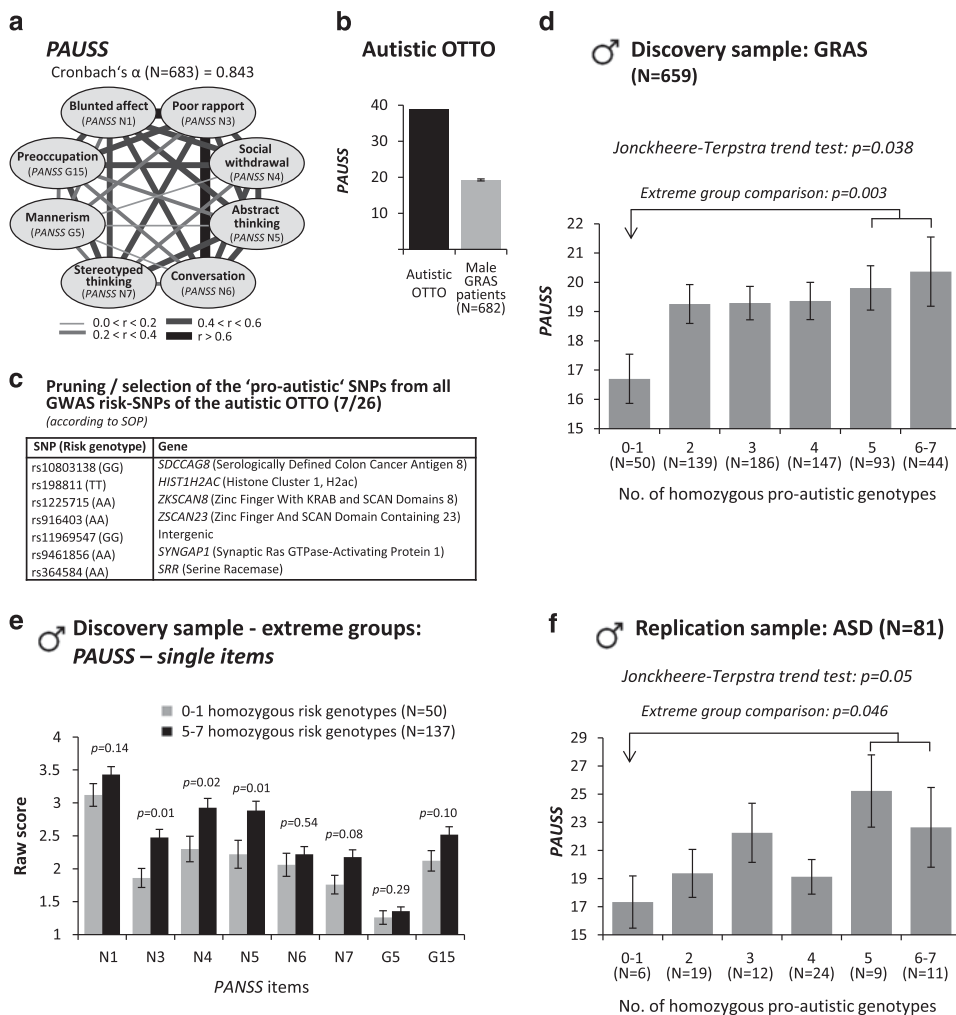 a
PAUSS
Cronbach‘s α (N=683) = 0.843
Blunted affect
(PANSS N1)
Poor rapport
(PANSS N3)
Preoccupation
(PANSS G15)
Social
withdrawal
(PANSS N4)
Mannerism
(PANSS G5)
Abstract
thinking
(PANSS N5)
Stereotyped
thinking
(PANSS N7)
Conversation
(PANSS N6)
0.0 < r < 0.2
0.2 < r < 0.4
0.4 < r < 0.6
r > 0.6
b
Autistic OTTO
PAUSS
40
30
20
10
Autistic
OTTO
Male
GRAS
patients
(N=682)
c
Pruning / selection of the ‘pro-autistic‘ SNPs from all
GWAS risk-SNPs of the autistic OTTO (7/26)
(according to SOP)
SNP (Risk genotype) Gene
rs10803138 (GG) SDCCAG8 (Serologically Defined Colon Cancer Antigen 8)
rs198811 (TT) HIST1H2AC (Histone Cluster 1, H2ac)
rs1225715 (AA) ZKSCAN8 (Zinc Finger With KRAB and SCAN Domains 8)
rs916403 (AA) ZSCAN23 (Zinc Finger And SCAN Domain Containing 23)
rs11969547 (GG) Intergenic
rs9461856 (AA) SYNGAP1 (Synaptic Ras GTPase-Activating Protein 1)
rs364584 (AA) SRR (Serine Racemase)
d
Discovery sample: GRAS
(N=659)
Jonckheere-Terpstra trend test: p=0.038
Extreme group comparison: p=0.003
PAUSS
22
21
20
19
18
17
16
15
0-1 2 3 4 5 6-7
(N=50) (N=139) (N=186) (N=147) (N=93) (N=44)
No. of homozygous pro-autistic genotypes
e
Discovery sample - extreme groups:
PAUSS – single items
0-1 homozygous risk genotypes (N=50)
5-7 homozygous risk genotypes (N=137)
Raw score
4
3.5
3
2.5
2
1.5
1
p=0.14
p=0.01
p=0.02
p=0.01
p=0.54
p=0.08
p=0.29
p=0.10
N1 N3 N4 N5 N6 N7 G5 G15
PANSS items
f
Replication sample: ASD (N=81)
Jonckheere-Terpstra trend test: p=0.05
Extreme group comparison: p=0.046
PAUSS
29
27
25
23
21
19
17
15
0-1 2 3 4 5 6-7
(N=6) (N=19) (N=12) (N=24) (N=9) (N=11)
No. of homozygous pro-autistic genotypes